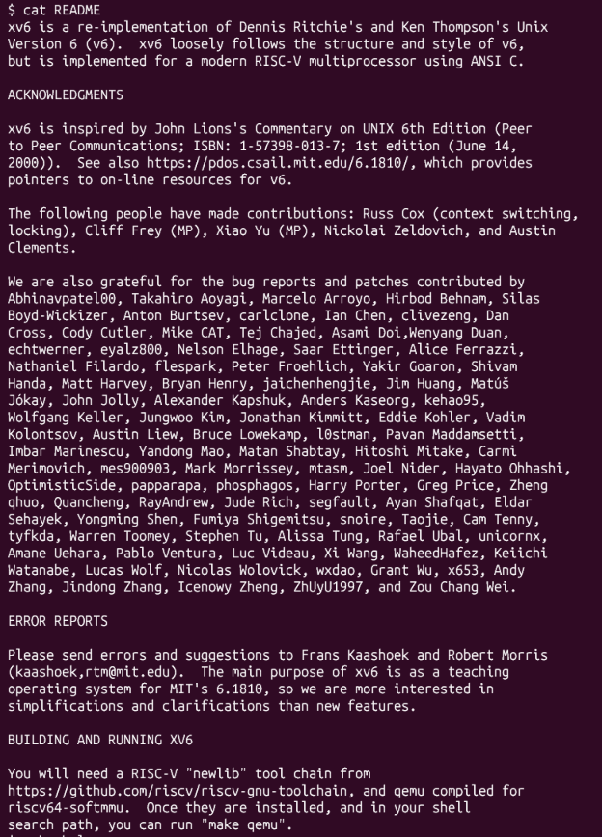 $ cat README
xv6 is a re-implementation of Dennis Ritchie's and Ken Thompson's Unix
Version 6 (v6).  xv6 loosely follows the structure and style of v6,
but is implemented for a modern RISC-V multiprocessor using ANSI C.

ACKNOWLEDGMENTS

xv6 is inspired by John Lions's Commentary on UNIX 6th Edition (Peer
to Peer Communications; ISBN: 1-57398-013-7; 1st edition (June 14,
2000)).  See also https://pdos.csail.mit.edu/6.1810/, which provides
pointers to on-line resources for v6.

The following people have made contributions: Russ Cox (context switching,
locking), Cliff Frey (MP), Xiao Yu (MP), Nickolai Zeldovich, and Austin
Clements.

We are also grateful for the bug reports and patches contributed by
Abhinavpatel00, Takahiro Aoyagi, Marcelo Arroyo, Hirbod Behnam, Silas
Boyd-Wickizer, Anton Burtsev, carlclone, Ian Chen, clivezeng, Dan
Cross, Cody Cutler, Mike CAT, Tej Chajed, Asami Doi,Wenyang Duan,
echtwerner, eyalz800, Nelson Elhage, Saar Ettinger, Alice Ferrazzi,
Nathaniel Filardo, flespark, Peter Froehlich, Yakir Goaron, Shivam
Handa, Matt Harvey, Bryan Henry, jaichenhengjie, Jim Huang, Matúš
Jókay, John Jolly, Alexander Kapshuk, Anders Kaseorg, kehao95,
Wolfgang Keller, Jungwoo Kim, Jonathan Kimmitt, Eddie Kohler, Vadim
Kolontsov, Austin Liew, Bruce Lowekamp, l0stman, Pavan Maddamsetti,
Imbar Marinescu, Yandong Mao, Matan Shabtay, Hitoshi Mitake, Carmi
Merimovich, mes900903, Mark Morrissey, mtasm, Joel Nider, Hayato Ohhashi,
OptimisticSide, papparapa, phosphagos, Harry Porter, Greg Price, Zheng
qhuo, Quancheng, RayAndrew, Jude Rich, segfault, Ayan Shafqat, Eldar
Sehayek, Yongming Shen, Fumiya Shigemitsu, snoire, Taojie, Cam Tenny,
tyfkda, Warren Toomey, Stephen Tu, Alissa Tung, Rafael Ubal, unicornx,
Amane Uehara, Pablo Ventura, Luc Videau, Xi Wang, WaheedHafez, Keiichi
Watanabe, Lucas Wolf, Nicolas Wolovick, wxdao, Grant Wu, x653, Andy
Zhang, Jindong Zhang, Icenowy Zheng, ZhUyU1997, and Zou Chang Wei.

ERROR REPORTS

Please send errors and suggestions to Frans Kaashoek and Robert Morris
(kaashoek,rtm@mit.edu).  The main purpose of xv6 is as a teaching
operating system for MIT's 6.1810, so we are more interested in
simplifications and clarifications than new features.

BUILDING AND RUNNING XV6

You will need a RISC-V "newlib" tool chain from
https://github.com/riscv/riscv-gnu-toolchain, and qemu compiled for
riscv64-softmmu.  Once they are installed, and in your shell
search path, you can run "make qemu".